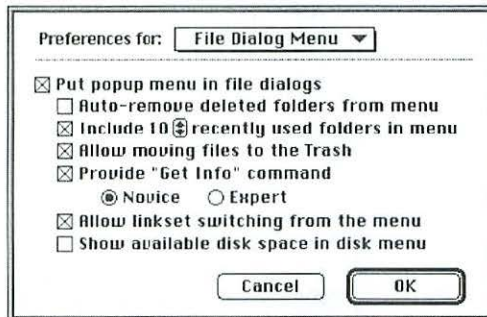 Preferences for: File Dialog Menu
Put popup menu in file dialogs
Auto-remove deleted folders from menu
Include 10 recently used folders in menu
Allow moving files to the Trash
Provide "Get Info" command
Novice Expert
Allow linkset switching from the menu
Show available disk space in disk menu
Cancel OK